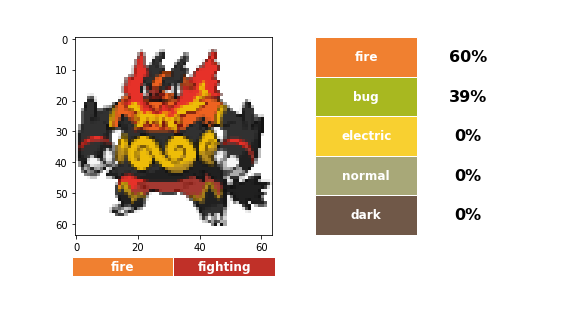 0
10
20
30
40
50
60
0 20 40 60
fire fighting
fire 60%
bug 39%
electric 0%
normal 0%
dark 0%